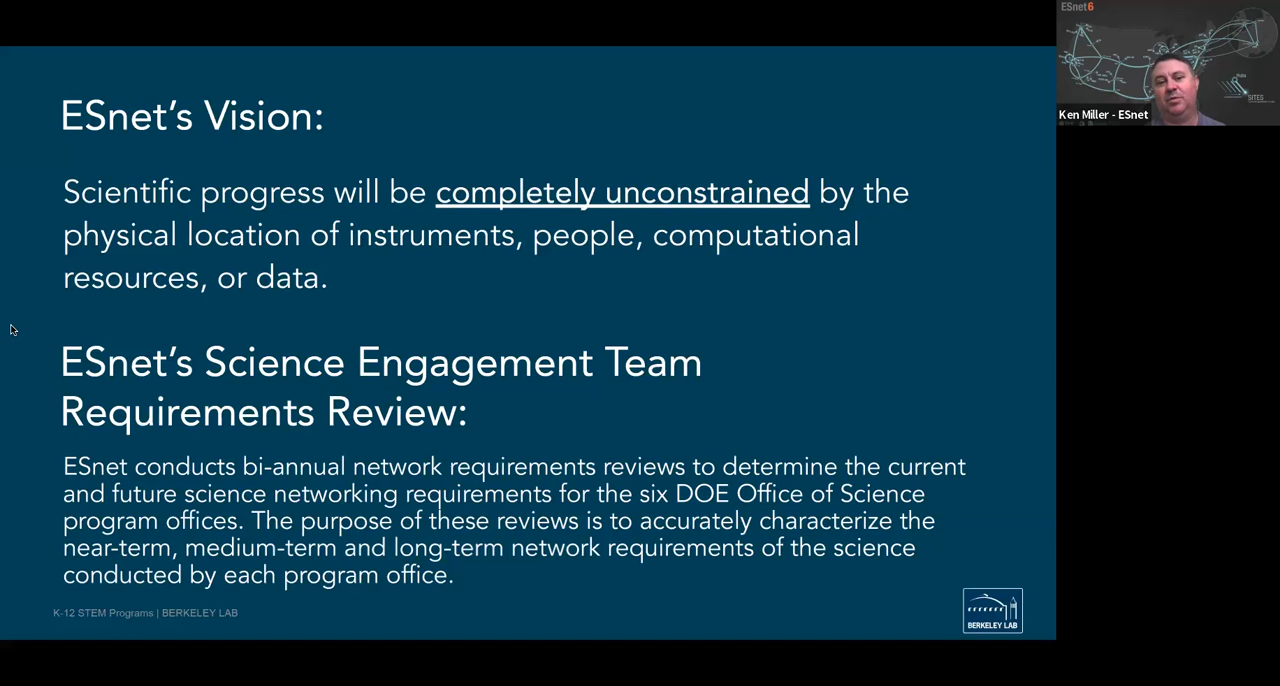 ESnet's Vision:
Scientific progress will be completely unconstrained by the
physical location of instruments, people, computational
resources, or data.
ESnet's Science Engagement Team
Requirements Review:
ESnet conducts bi-annual network requirements reviews to determine the current
and future science networking requirements for the six DOE Office of Science
program offices. The purpose of these reviews is to accurately characterize the
near-term, medium-term and long-term network requirements of the science
conducted by each program office.
K-12 STEM Programs | BERKELEY LAB
BERKELEY LAB
ESnet6
SITES
Ken Miller - ESnet